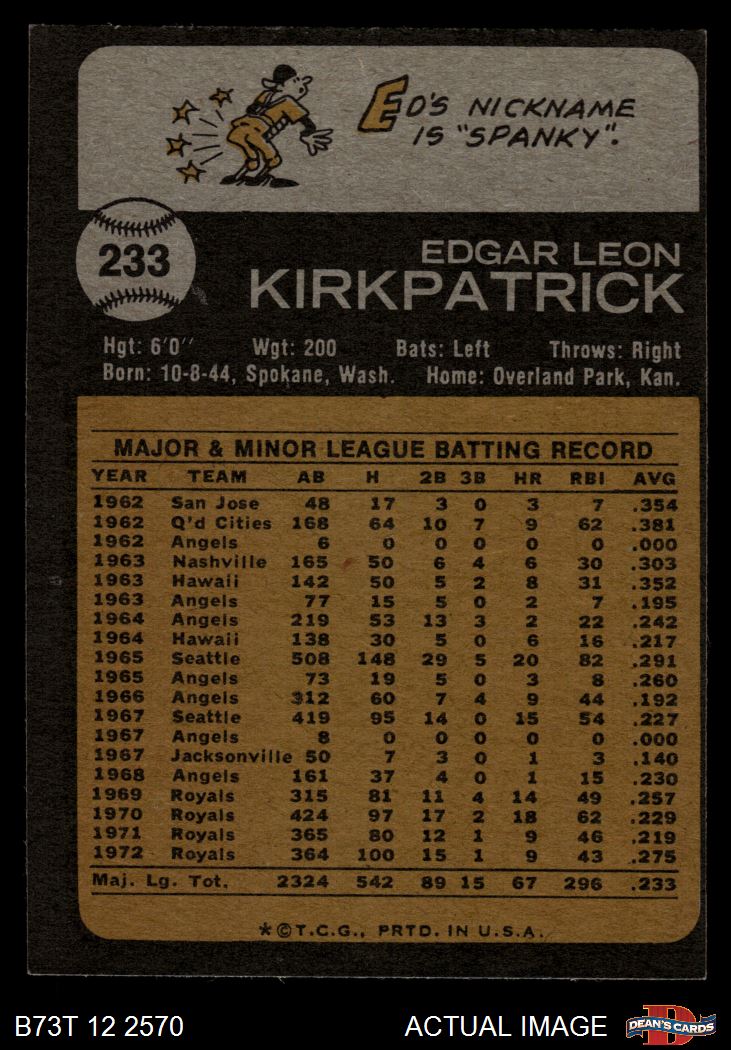 ED'S NICKNAME
IS "SPANKY".
233
EDGAR LEON
KIRKPATRICK
Hgt: 6'0" Wgt: 200 Bats: Left Throws: Right
Born: 10-8-44, Spokane, Wash. Home: Overland Park, Kan.
MAJOR & MINOR LEAGUE BATTING RECORD
YEAR TEAM AB H 2B 3B HR RBI AVG
1962 San Jose 48 17 3 0 3 7 .354
1962 Q'd Cities 168 64 10 7 9 62 .381
1962 Angels 6 0 0 0 0 0 .000
1963 Nashville 165 50 6 4 6 30 .303
1963 Hawaii 142 50 5 2 8 31 .352
1963 Angels 77 15 5 0 2 7 .195
1964 Angels 219 53 13 3 2 22 .242
1964 Hawaii 138 30 5 0 6 16 .217
1965 Seattle 508 148 29 5 20 82 .291
1965 Angels 73 19 5 0 3 8 .260
1966 Angels 312 60 7 4 9 44 .192
1967 Seattle 419 95 14 0 15 54 .227
1967 Angels 8 0 0 0 0 0 .000
1967 Jacksonville 50 7 3 0 1 3 .140
1968 Angels 161 37 4 0 1 15 .230
1969 Royals 315 81 11 4 14 49 .257
1970 Royals 424 97 17 2 18 62 .229
1971 Royals 365 80 12 1 9 46 .219
1972 Royals 364 100 15 1 9 43 .275
Maj. Lg. Tot. 2324 542 89 15 67 296 .233
*©T.C.G., PRTD. IN U.S.A.
B73T 12 2570 ACTUAL IMAGE D DEAN'S CARDS